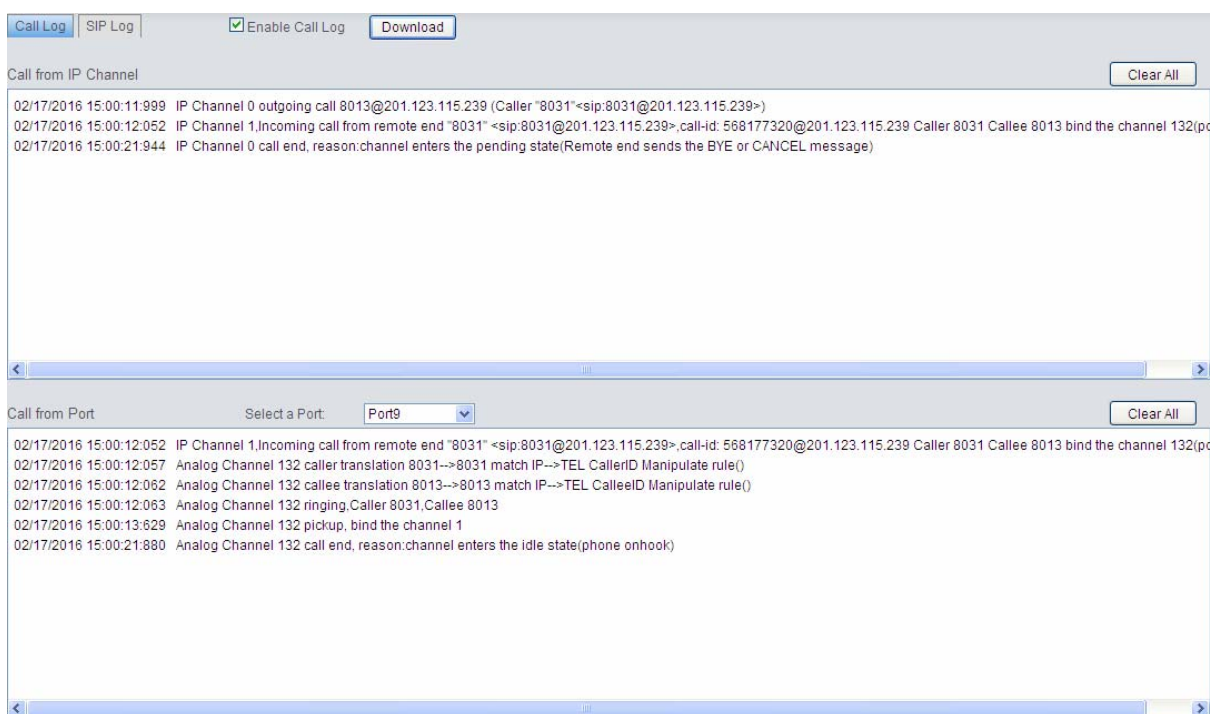 Call Log SIP Log Enable Call Log Download
Call from IP Channel Clear All
02/17/2016 15:00:11:999 IP Channel 0 outgoing call 8013@201.123.115.239 (Caller "8031"<sip:8031@201.123.115.239>)
02/17/2016 15:00:12:052 IP Channel 1,Incoming call from remote end "8031" <sip:8031@201.123.115.239>,call-id: 568177320@201.123.115.239 Caller 8031 Callee 8013 bind the channel 132(po
02/17/2016 15:00:21:944 IP Channel 0 call end, reason:channel enters the pending state(Remote end sends the BYE or CANCEL message)
Call from Port Select a Port: Port9 Clear All
02/17/2016 15:00:12:052 IP Channel 1,Incoming call from remote end "8031" <sip:8031@201.123.115.239>,call-id: 568177320@201.123.115.239 Caller 8031 Callee 8013 bind the channel 132(po
02/17/2016 15:00:12:057 Analog Channel 132 caller translation 8031-->8031 match IP-->TEL CallerID Manipulate rule()
02/17/2016 15:00:12:062 Analog Channel 132 callee translation 8013-->8013 match IP-->TEL CalleeID Manipulate rule()
02/17/2016 15:00:12:063 Analog Channel 132 ringing,Caller 8031,Callee 8013
02/17/2016 15:00:13:629 Analog Channel 132 pickup, bind the channel 1
02/17/2016 15:00:21:880 Analog Channel 132 call end, reason:channel enters the idle state(phone onhook)